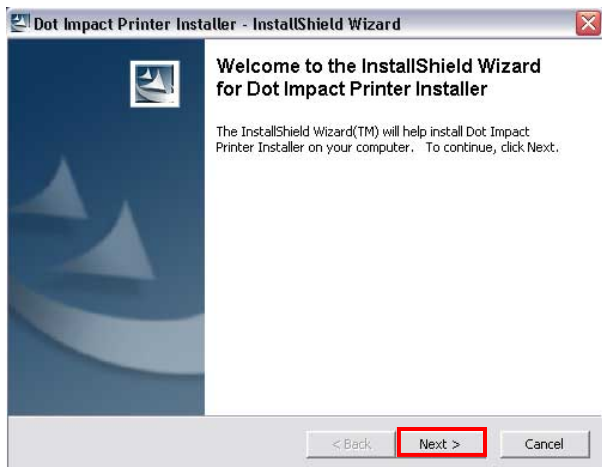 Dot Impact Printer Installer - InstallShield Wizard
Welcome to the InstallShield Wizard
for Dot Impact Printer Installer
The InstallShield Wizard(TM) will help install Dot Impact
Printer Installer on your computer. To continue, click Next.
< Back Next > Cancel